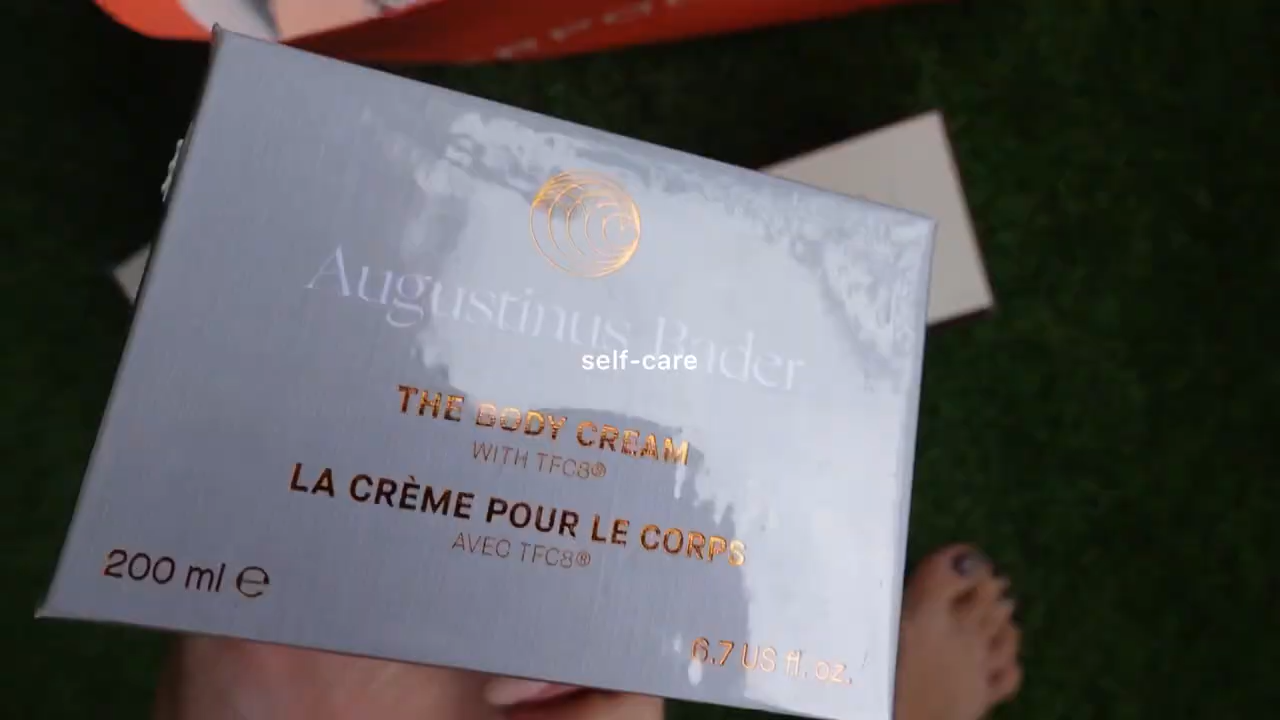 Augustinus Bader
self-care
THE BODY CREAM
WITH TFC8®
LA CRÈME POUR LE CORPS
AVEC TFC8®
200 ml ℮
6.7 US fl. oz.